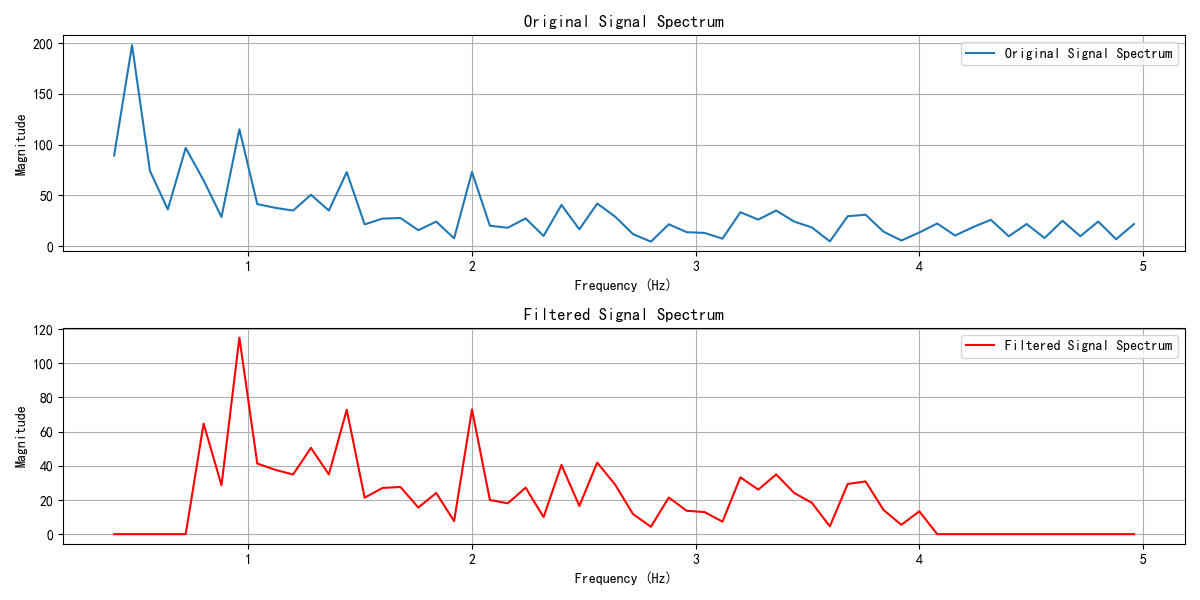 Original Signal Spectrum
200
150
100
50
0
Magnitude
Original Signal Spectrum
1 2 3 4 5
Frequency (Hz)
Filtered Signal Spectrum
120
100
80
60
40
20
0
Magnitude
Filtered Signal Spectrum
1 2 3 4 5
Frequency (Hz)